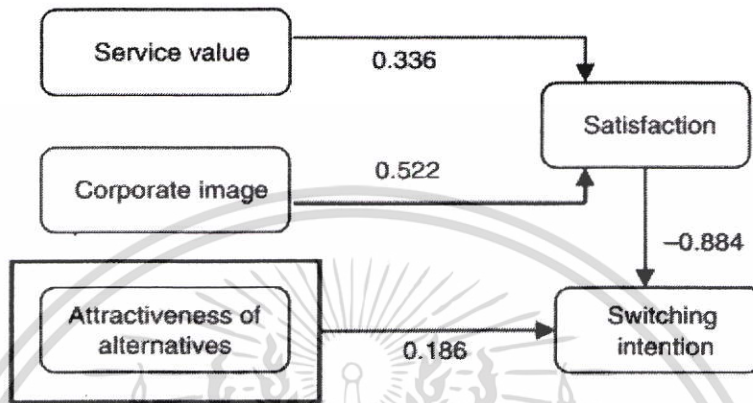 Service value
0.336
Satisfaction
Corporate image
0.522
−0.884
Attractiveness of
alternatives
0.186
Switching
intention